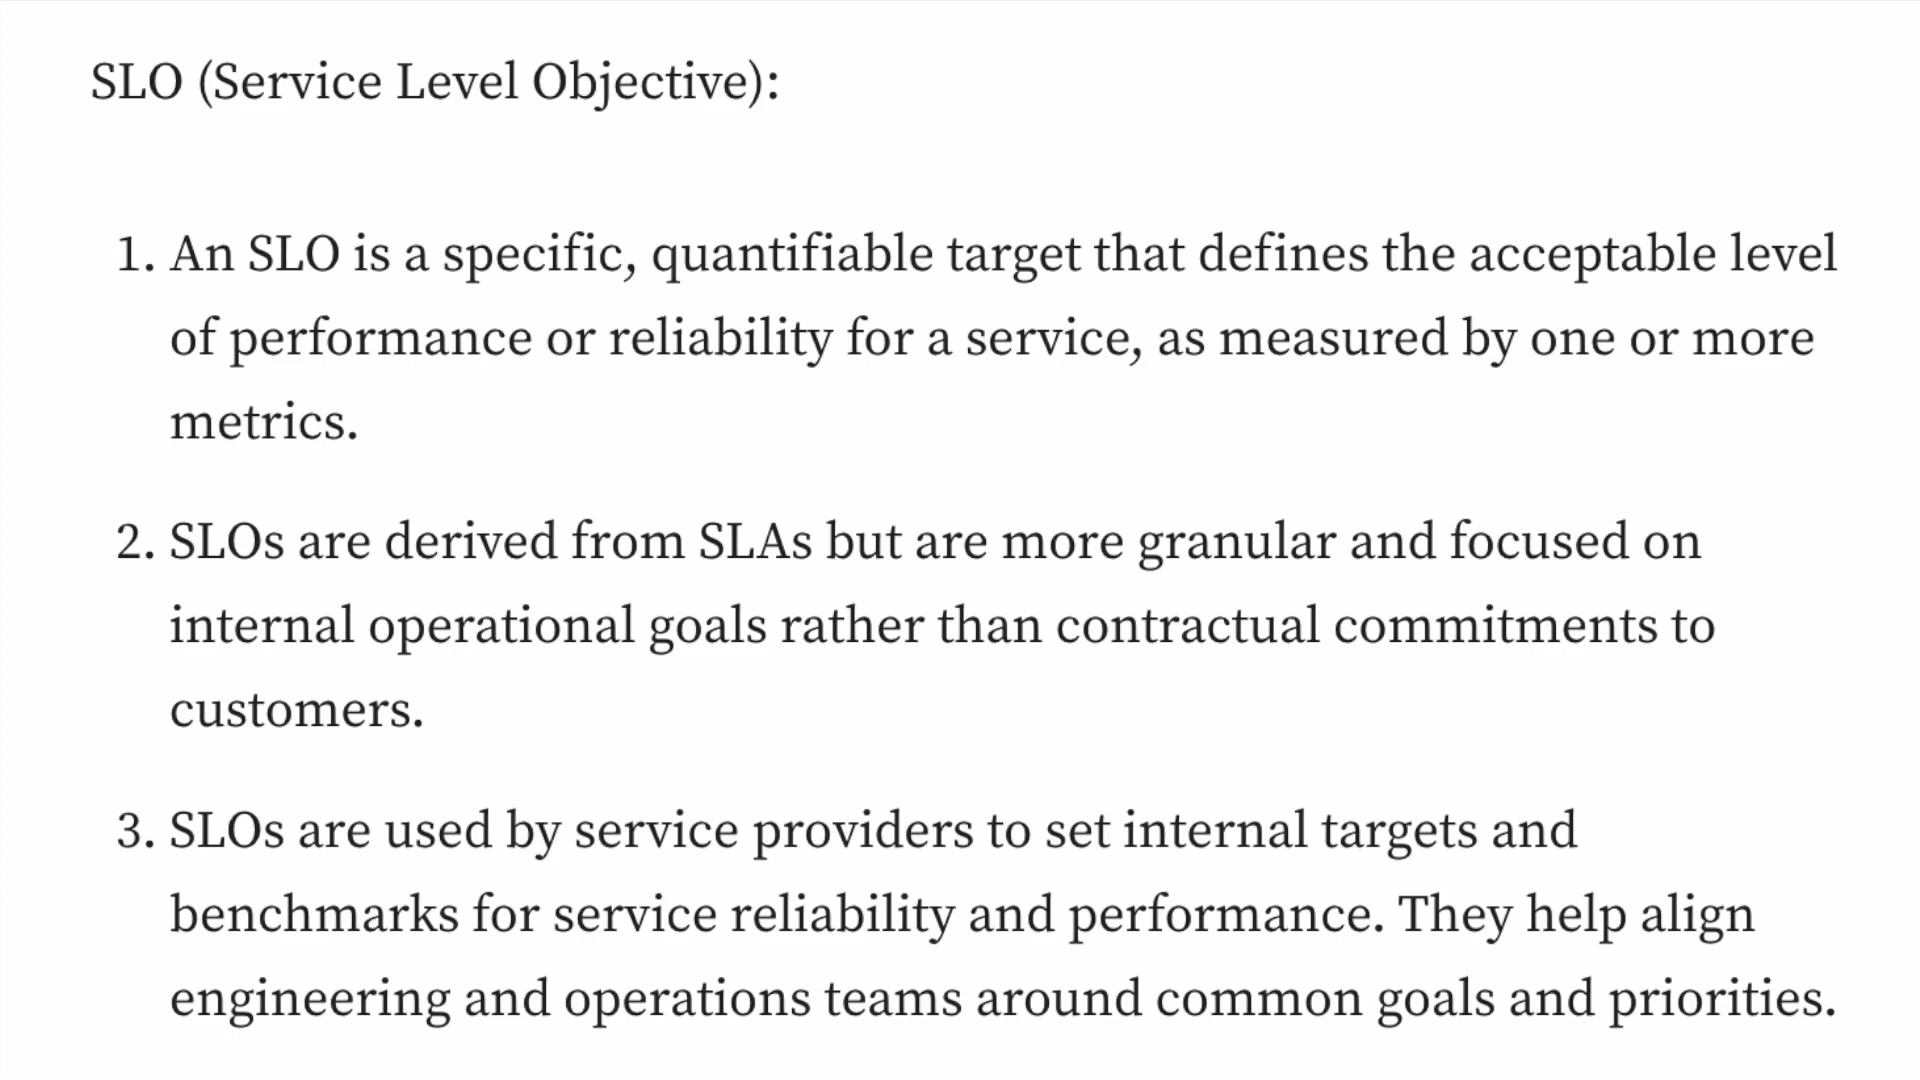 SLO (Service Level Objective):
1. An SLO is a specific, quantifiable target that defines the acceptable level
of performance or reliability for a service, as measured by one or more
metrics.
2. SLOs are derived from SLAs but are more granular and focused on
internal operational goals rather than contractual commitments to
customers.
3. SLOs are used by service providers to set internal targets and
benchmarks for service reliability and performance. They help align
engineering and operations teams around common goals and priorities.